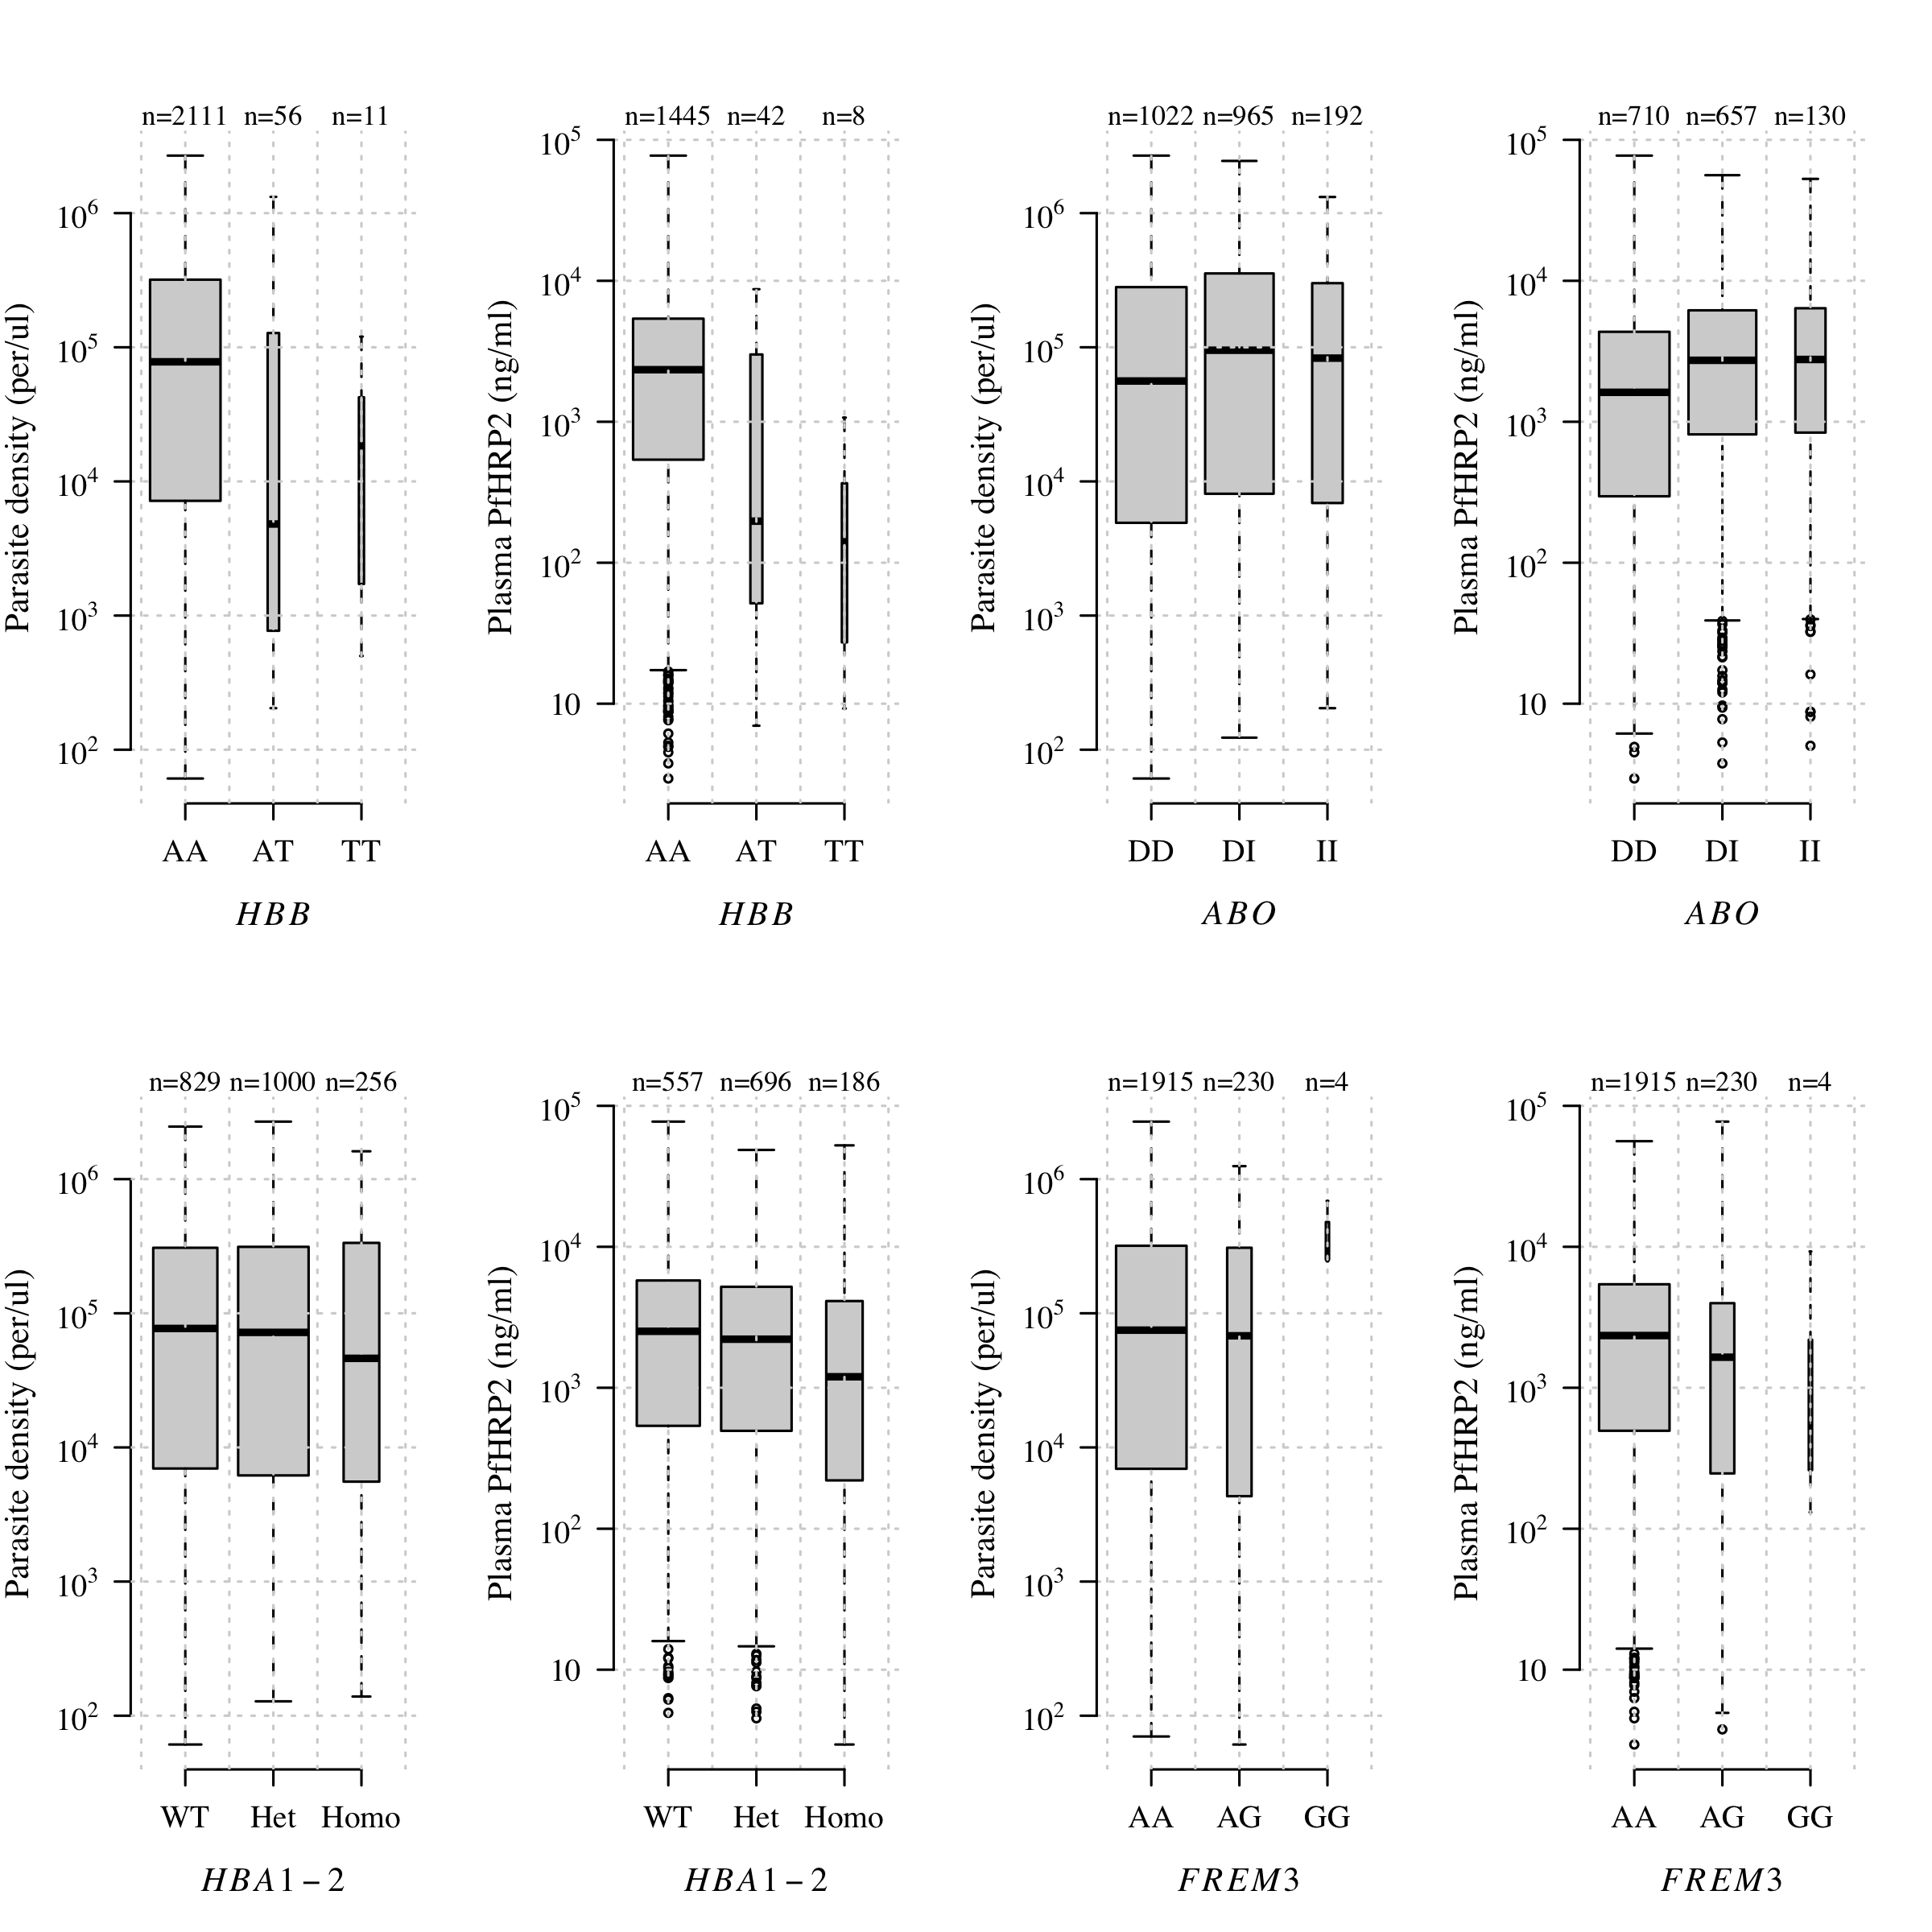 n=2111 n=56 n=11
Parasite density (per/ul)
10^6
10^5
10^4
10^3
10^2
AA AT TT
HBB
n=1445 n=42 n=8
Plasma PfHRP2 (ng/ml)
10^5
10^4
10^3
10^2
10
AA AT TT
HBB
n=1022 n=965 n=192
Parasite density (per/ul)
10^6
10^5
10^4
10^3
10^2
DD DI II
ABO
n=710 n=657 n=130
Plasma PfHRP2 (ng/ml)
10^5
10^4
10^3
10^2
10
DD DI II
ABO
n=829 n=1000 n=256
Parasite density (per/ul)
10^6
10^5
10^4
10^3
10^2
WT Het Homo
HBA1−2
n=557 n=696 n=186
Plasma PfHRP2 (ng/ml)
10^5
10^4
10^3
10^2
10
WT Het Homo
HBA1−2
n=1915 n=230 n=4
Parasite density (per/ul)
10^6
10^5
10^4
10^3
10^2
AA AG GG
FREM3
n=1915 n=230 n=4
Plasma PfHRP2 (ng/ml)
10^5
10^4
10^3
10^2
10
AA AG GG
FREM3